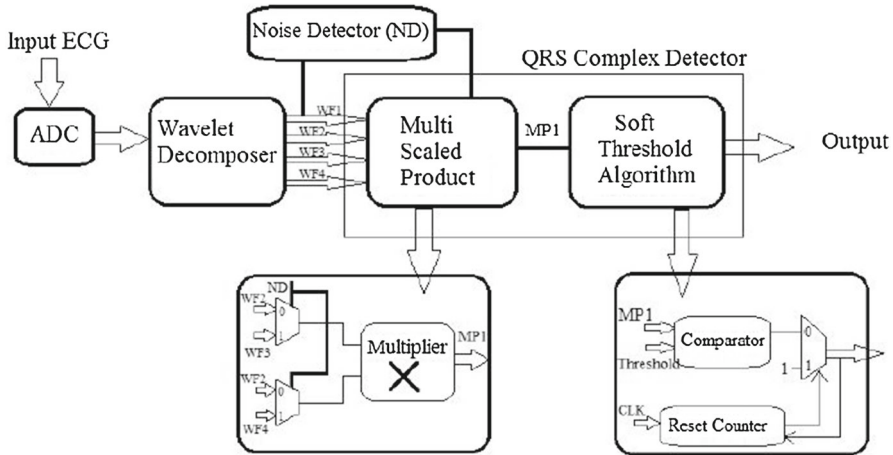 Input ECG
Noise Detector (ND)
QRS Complex Detector
ADC
Wavelet
Decomposer
WF1
WF2
WF3
WF4
Multi
Scaled
Product
MP1
Soft
Threshold
Algorithm
Output
ND
WF2
0
1
WF3
WF2
0
1
WF4
Multiplier
MP1
MP1
Threshold
Comparator
0
1
1
CLK
Reset Counter